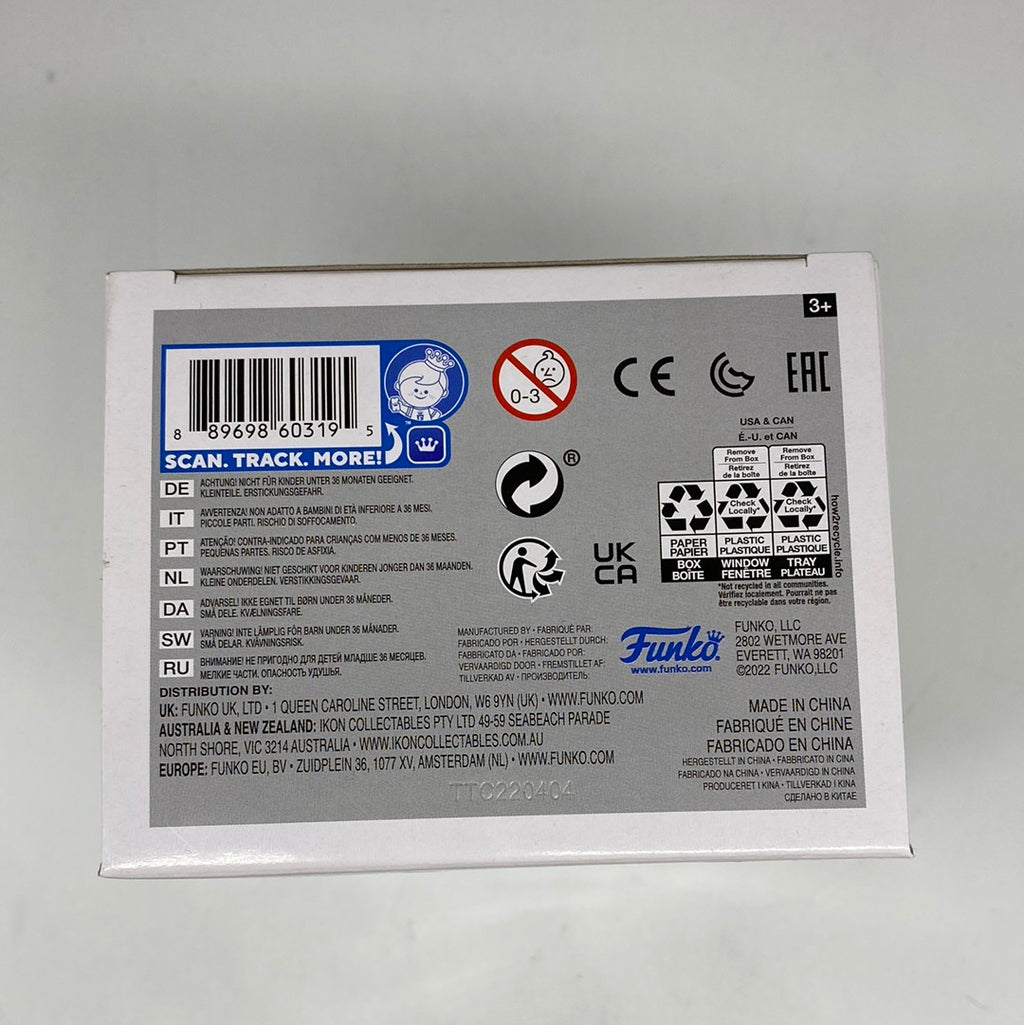 3+
8 89698 60319 5
™
SCAN. TRACK. MORE!
0-3
CE
EAC
USA & CAN
É.-U. et CAN
Remove From Box
Retirez de la boîte
Remove From Box
Retirez de la boîte
Check Locally*
Check Locally*
PAPER
PAPIER
PLASTIC
PLASTIQUE
PLASTIC
PLASTIQUE
BOX
BOÎTE
WINDOW
FENÊTRE
TRAY
PLATEAU
*Not recycled in all communities.
Vérifiez localement. Pourrait ne pas
être recyclable dans votre région.
how2recycle.info
®
UK
CA
DE ACHTUNG! NICHT FÜR KINDER UNTER 36 MONATEN GEEIGNET.
KLEINTEILE. ERSTICKUNGSGEFAHR.
IT AVVERTENZA! NON ADATTO A BAMBINI DI ETÀ INFERIORE A 36 MESI.
PICCOLE PARTI. RISCHIO DI SOFFOCAMENTO.
PT ATENÇÃO! CONTRA-INDICADO PARA CRIANÇAS COM MENOS DE 36 MESES.
PEQUENAS PARTES. RISCO DE ASFIXIA.
NL WAARSCHUWING! NIET GESCHIKT VOOR KINDEREN JONGER DAN 36 MAANDEN.
KLEINE ONDERDELEN. VERSTIKKINGSGEVAAR.
DA ADVARSEL! IKKE EGNET TIL BØRN UNDER 36 MÅNEDER.
SMÅ DELE. KVÆLNINGSFARE.
SW VARNING! INTE LÄMPLIG FÖR BARN UNDER 36 MÅNADER.
SMÅ DELAR. KVÄVNINGSRISK.
RU ВНИМАНИЕ! НЕ ПРИГОДНО ДЛЯ ДЕТЕЙ МЛАДШЕ 36 МЕСЯЦЕВ.
МЕЛКИЕ ЧАСТИ. ОПАСНОСТЬ УДУШЬЯ.
MANUFACTURED BY • FABRIQUÉ PAR:
FABRICADO POR • HERGESTELLT DURCH:
FABBRICATO DA • FABRICADO POR:
VERVAARDIGD DOOR • FREMSTILLET AF:
TILLVERKAD AV • ПРОИЗВОДИТЕЛЬ:
Funko®
www.funko.com
FUNKO, LLC
2802 WETMORE AVE
EVERETT, WA 98201
©2022 FUNKO,LLC
DISTRIBUTION BY:
UK: FUNKO UK, LTD • 1 QUEEN CAROLINE STREET, LONDON, W6 9YN (UK) • WWW.FUNKO.COM
AUSTRALIA & NEW ZEALAND: IKON COLLECTABLES PTY LTD 49-59 SEABEACH PARADE
NORTH SHORE, VIC 3214 AUSTRALIA • WWW.IKONCOLLECTABLES.COM.AU
EUROPE: FUNKO EU, BV • ZUIDPLEIN 36, 1077 XV, AMSTERDAM (NL) • WWW.FUNKO.COM
TTC220404
MADE IN CHINA
FABRIQUÉ EN CHINE
FABRICADO EN CHINA
HERGESTELLT IN CHINA • FABBRICATO IN CINA
FABRICADO NA CHINA • VERVAARDIGD IN CHINA
PRODUCERET I KINA • TILLVERKAD I KINA
СДЕЛАНО В КИТАЕ